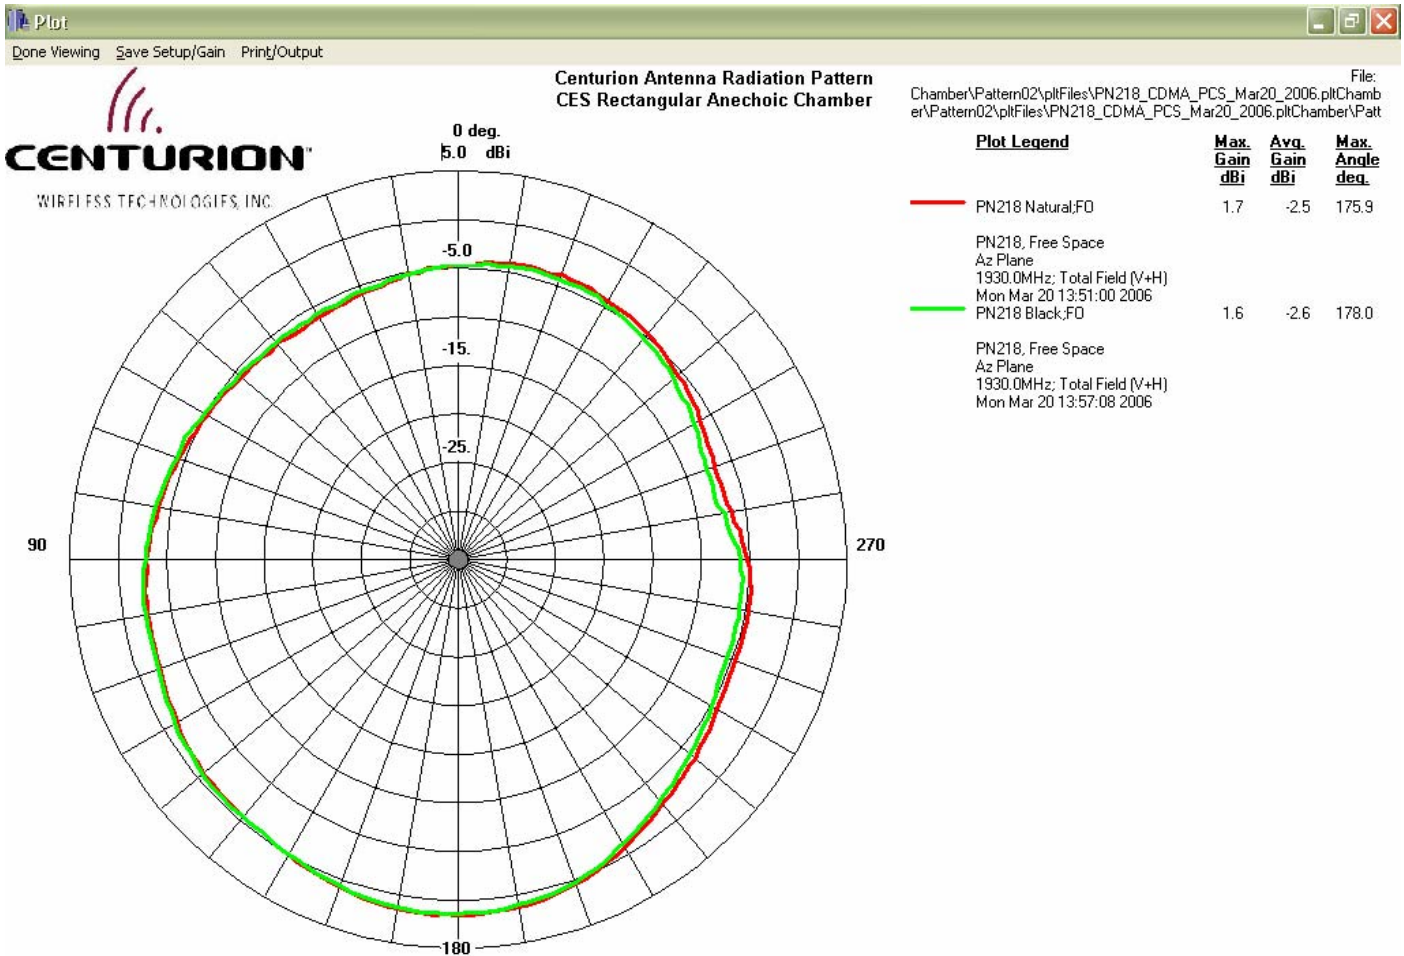 Plot
Done Viewing Save Setup/Gain Print/Output
CENTURION
WIRELESS TECHNOLOGIES, INC.
Centurion Antenna Radiation Pattern
CES Rectangular Anechoic Chamber
File:
Chamber\Pattern02\pltFiles\PN218_CDMA_PCS_Mar20_2006.pltChamb
er\Pattern02\pltFiles\PN218_CDMA_PCS_Mar20_2006.pltChamber\Patt
Plot Legend Max. Gain dBi Avg. Gain dBi Max. Angle deg.
PN218 Natural;FO 1.7 -2.5 175.9
PN218, Free Space
Az Plane
1930.0MHz; Total Field (V+H)
Mon Mar 20 13:51:00 2006
PN218 Black;FO 1.6 -2.6 178.0
PN218, Free Space
Az Plane
1930.0MHz; Total Field (V+H)
Mon Mar 20 13:57:08 2006
0 deg.
5.0 dBi
-5.0
-15.
-25.
90
270
180